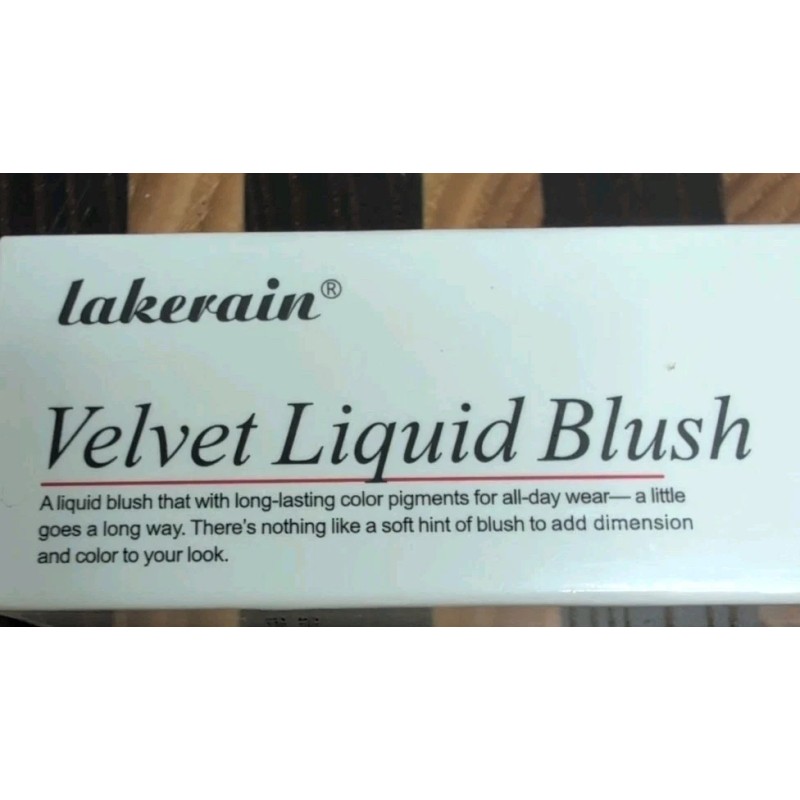 lakerain®
Velvet Liquid Blush
A liquid blush that with long-lasting color pigments for all-day wear— a little
goes a long way. There's nothing like a soft hint of blush to add dimension
and color to your look.